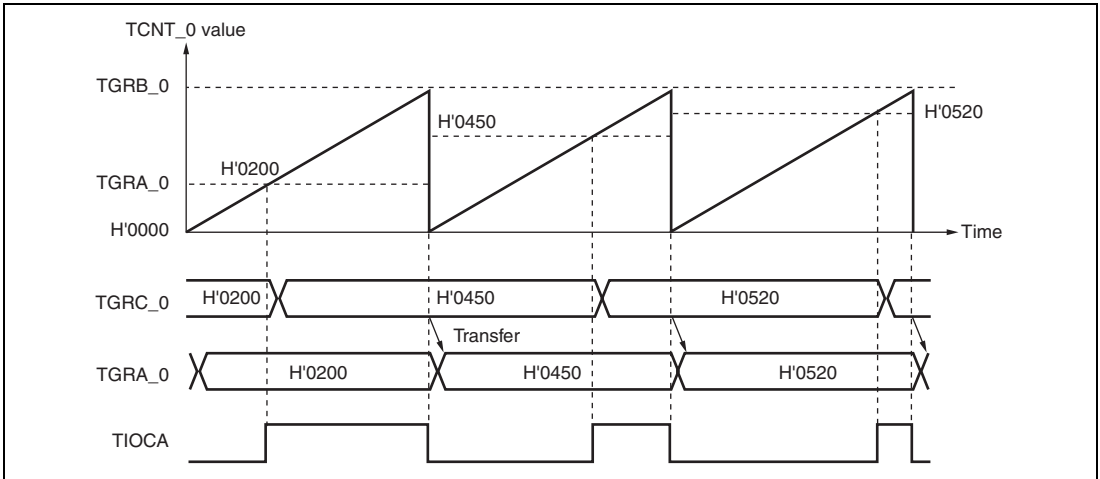 TCNT_0 value
TGRB_0
H'0520
H'0450
H'0200
TGRA_0
H'0000
Time
TGRC_0
H'0200
H'0450
H'0520
Transfer
TGRA_0
H'0200
H'0450
H'0520
TIOCA